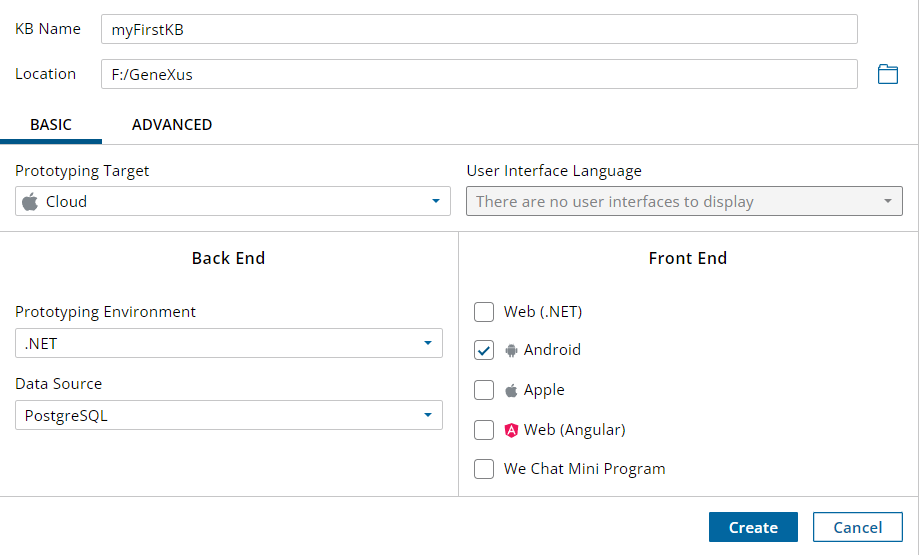 KB Name
myFirstKB
Location
F:/GeneXus
BASIC
ADVANCED
Prototyping Target
User Interface Language
Cloud
There are no user interfaces to display
Back End
Front End
Prototyping Environment
.NET
Data Source
PostgreSQL
Web (.NET)
Android
Apple
Web (Angular)
We Chat Mini Program
Create
Cancel